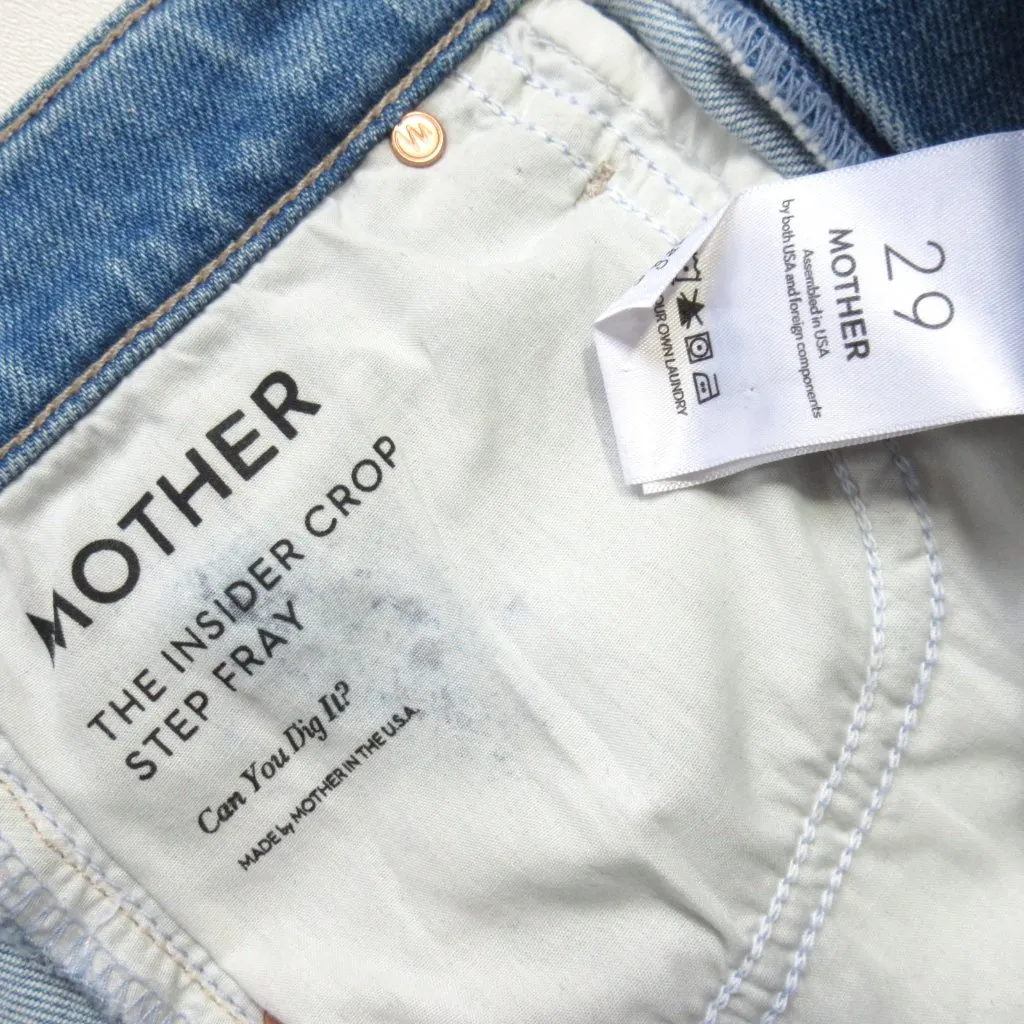 MOTHER
THE INSIDER CROP
STEP FRAY
Can You Dig It?
MADE by MOTHER IN THE U.S.A.
29
MOTHER
Assembled in USA
by both USA and foreign components
OUR OWN LAUNDRY